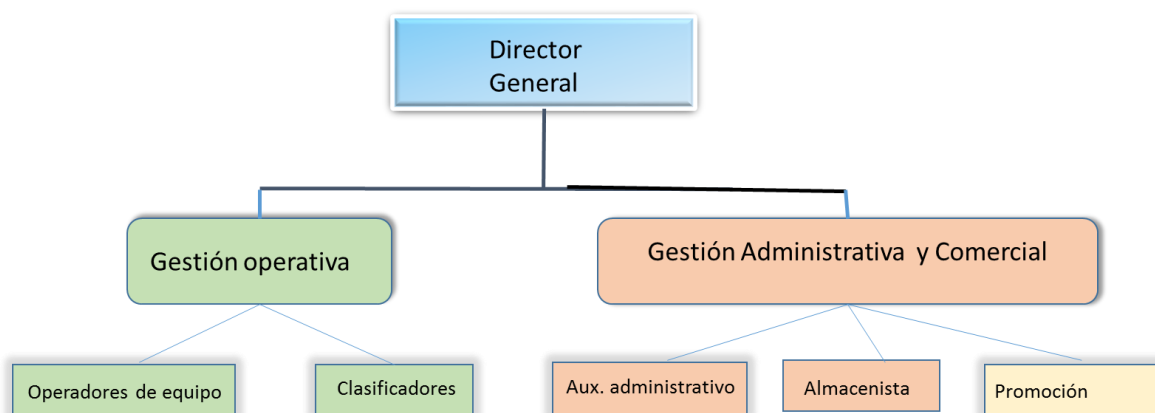 Director
General
Gestión operativa
Gestión Administrativa y Comercial
Operadores de equipo
Clasificadores
Aux. administrativo
Almacenista
Promoción